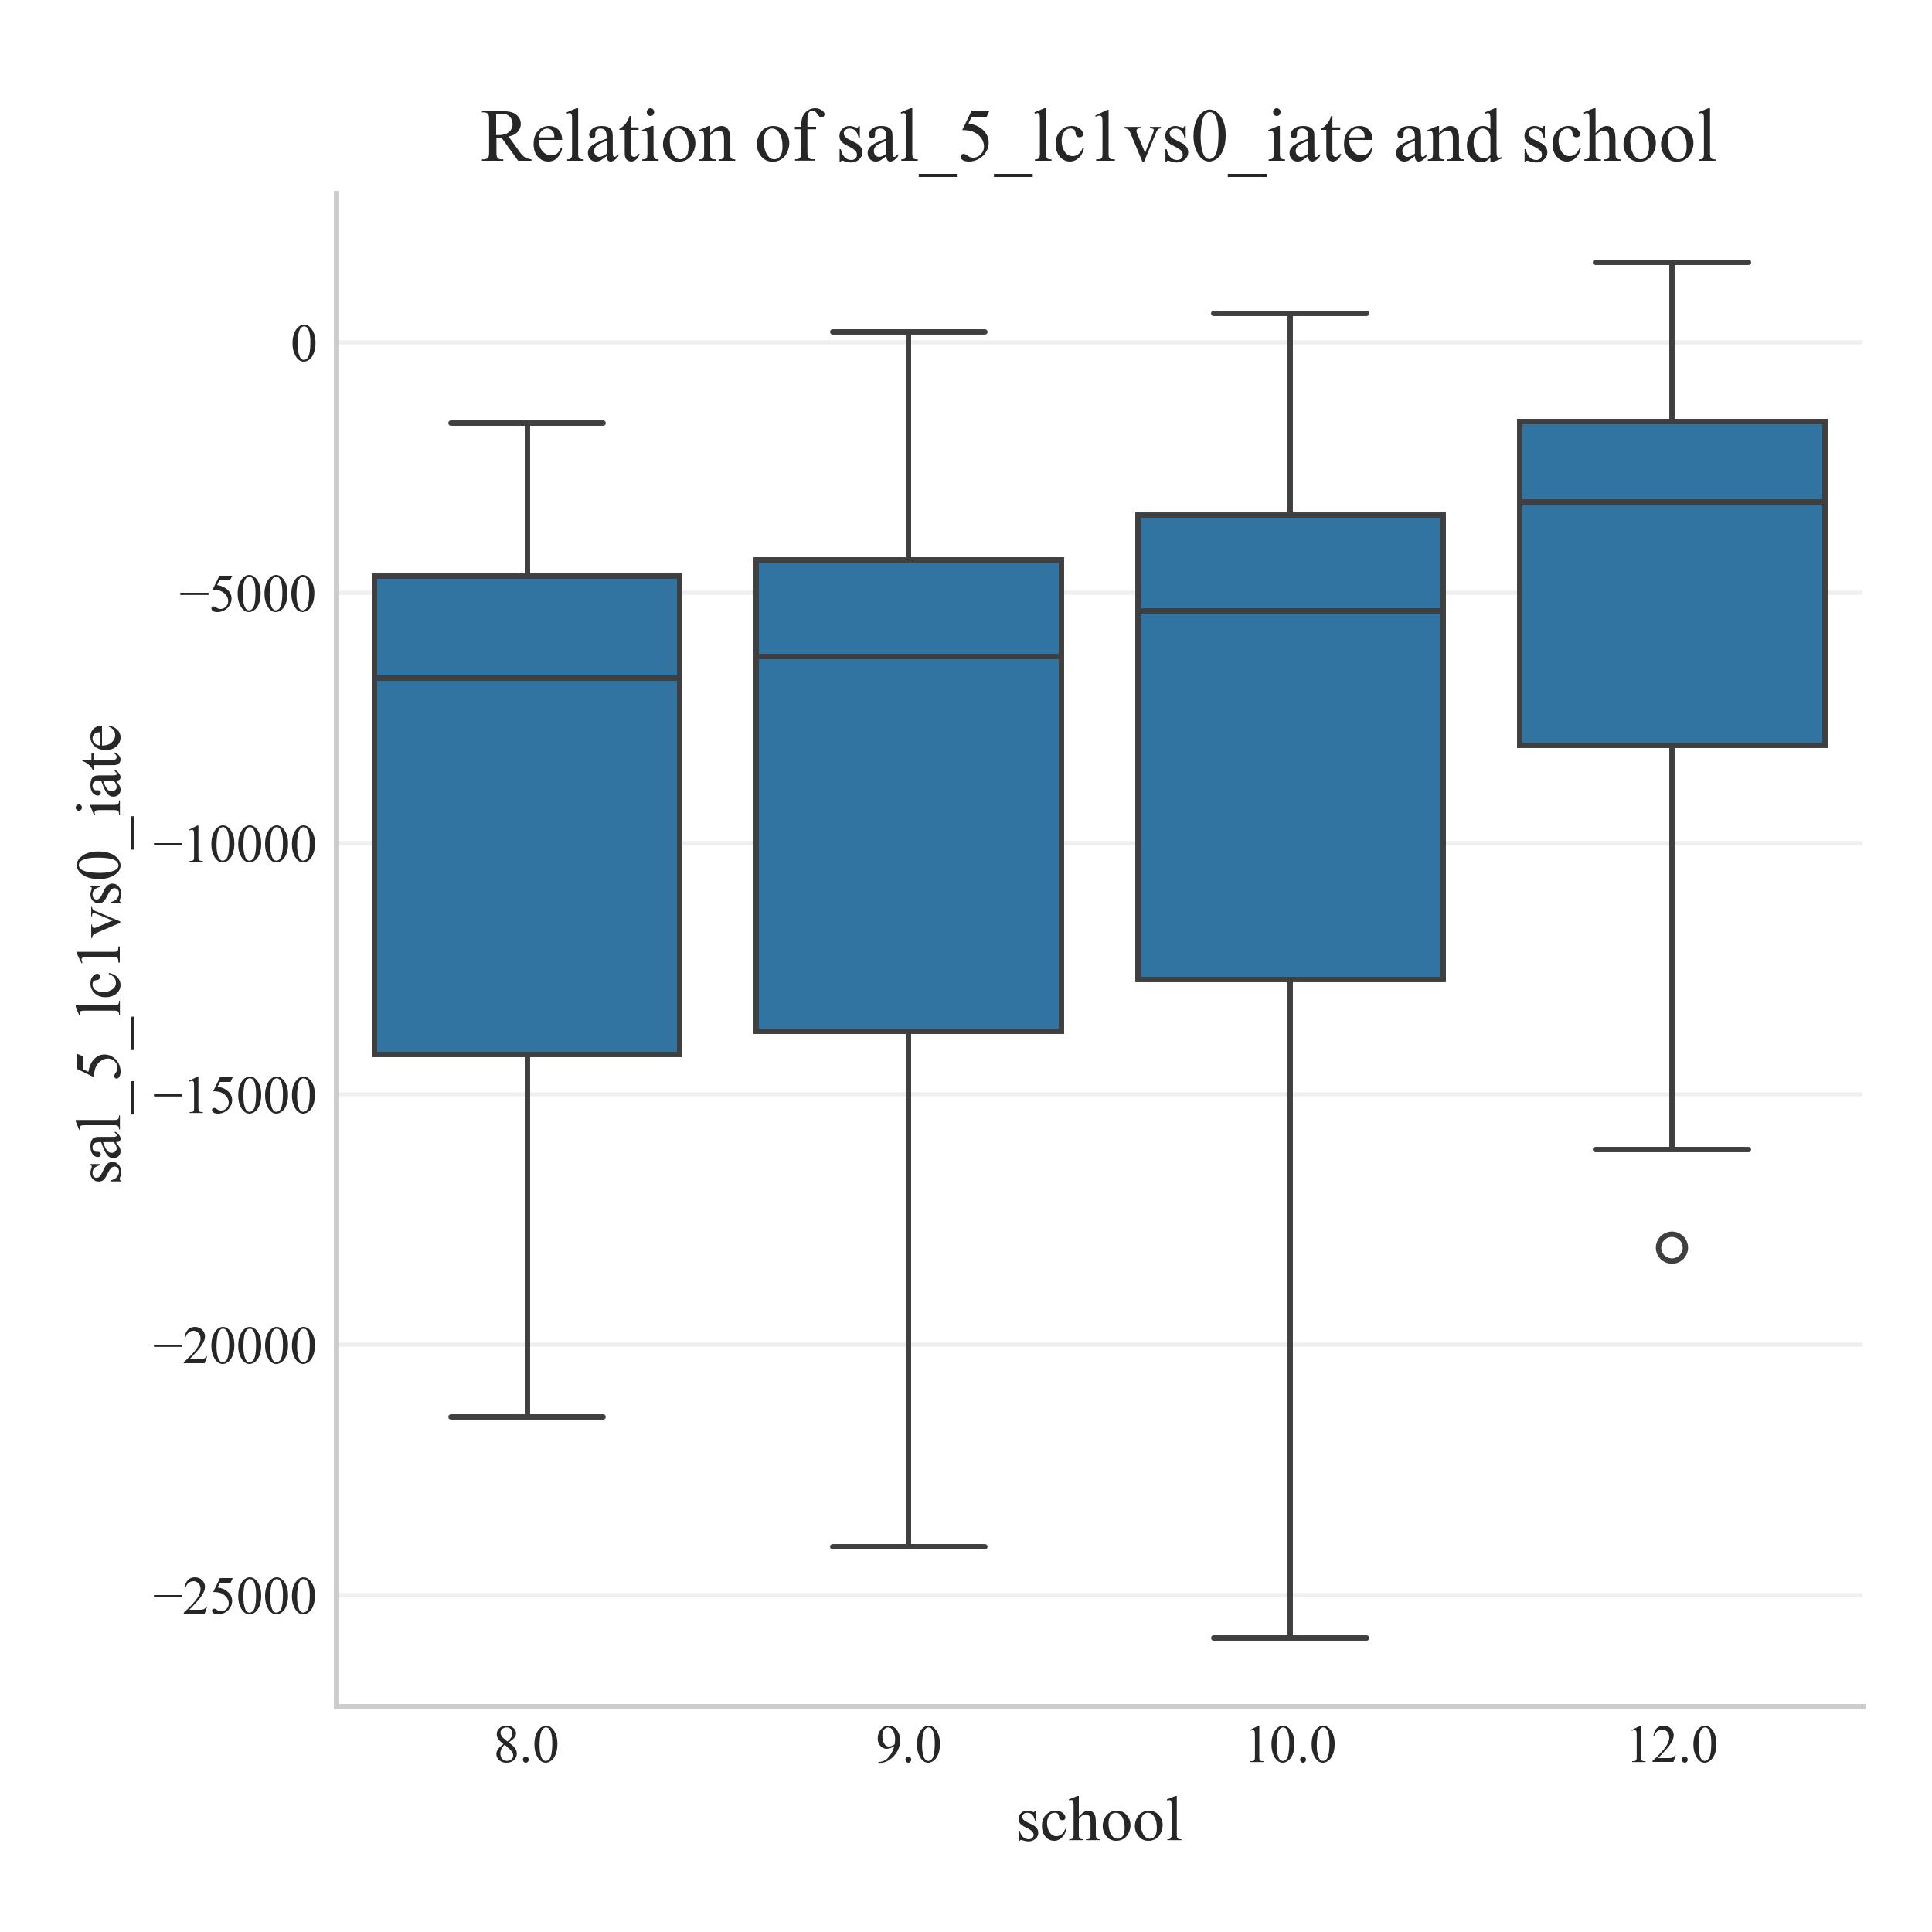 Relation of sal_5_lc1vs0_iate and school
sal_5_lc1vs0_iate
0
−5000
−10000
−15000
−20000
−25000
8.0 9.0 10.0 12.0
school